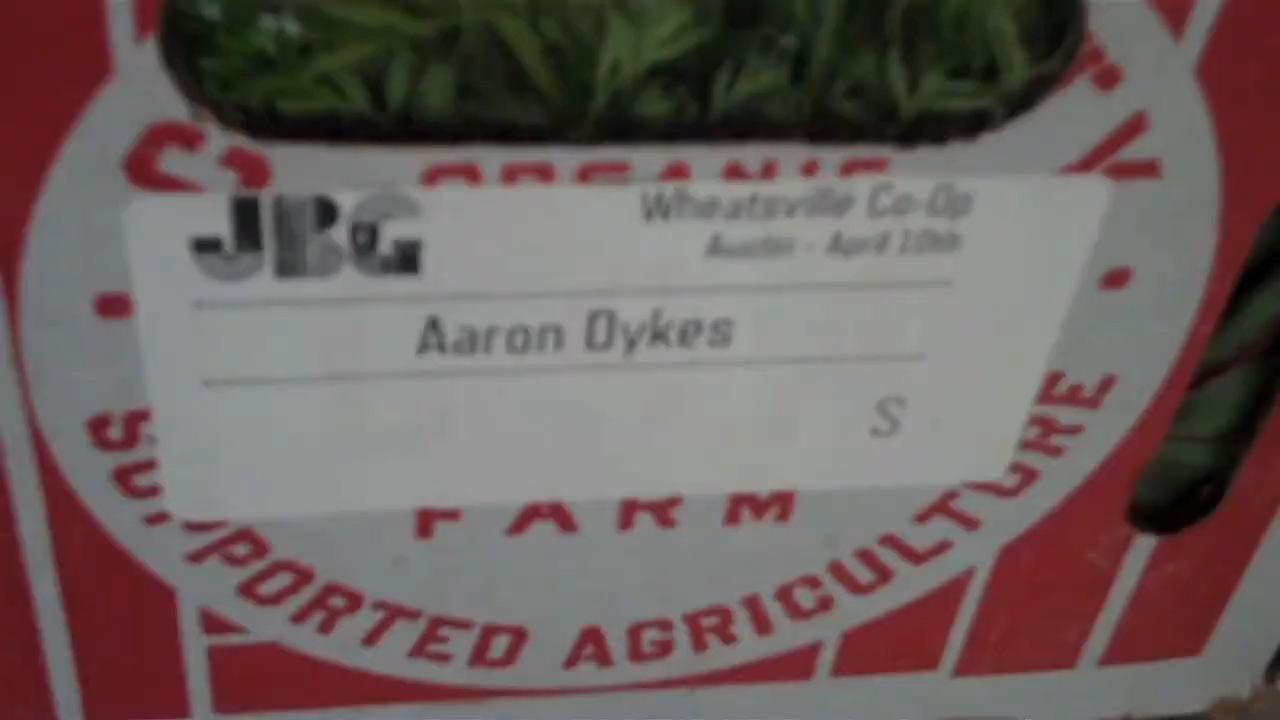 ORGANIC
JBG
Wheatsville Co-Op
Austin - April 10th
Aaron Dykes
S
FARM
SUPPORTED AGRICULTURE